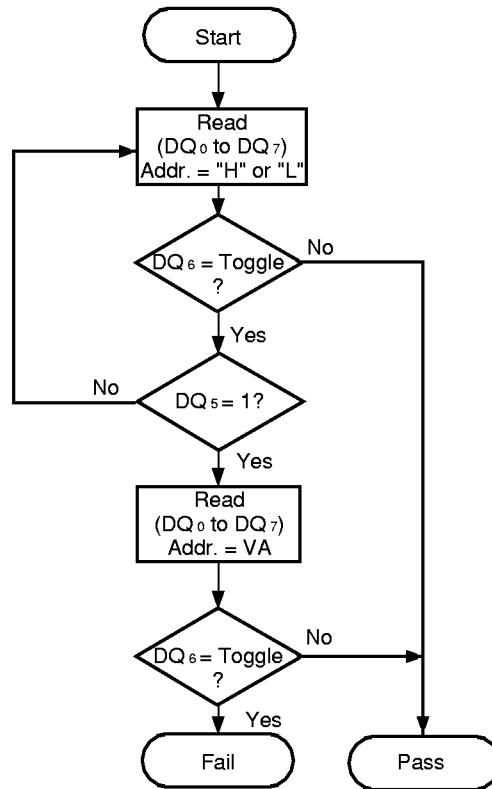 Start
Read
(DQ₀ to DQ₇)
Addr. = "H" or "L"
DQ₆ = Toggle
?
No
Yes
DQ₅ = 1?
No
Yes
Read
(DQ₀ to DQ₇)
Addr. = VA
DQ₆ = Toggle
?
No
Yes
Fail
Pass